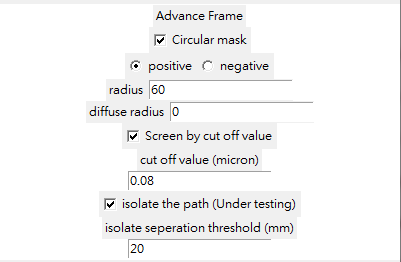 Advance Frame
Circular mask
positive negative
radius 60
diffuse radius 0
Screen by cut off value
cut off value (micron)
0.08
isolate the path (Under testing)
isolate seperation threshold (mm)
20